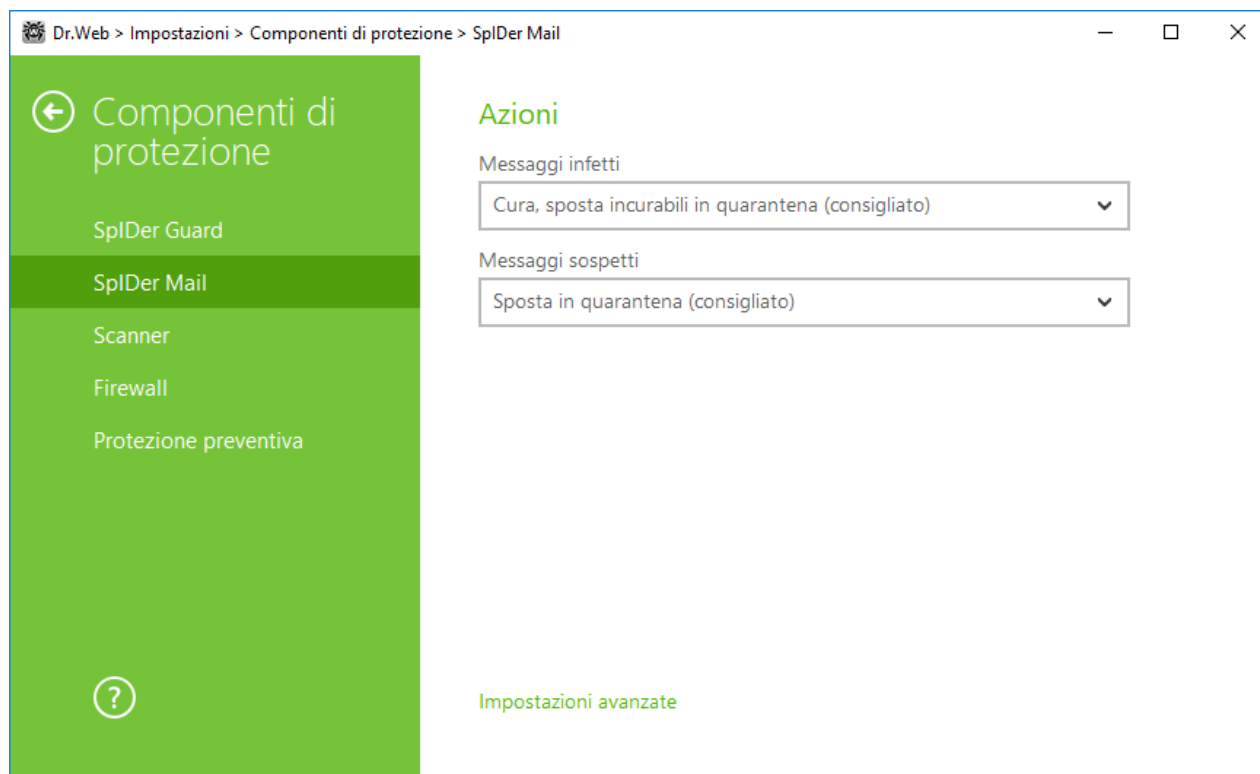 Dr.Web > Impostazioni > Componenti di protezione > SpIDer Mail
Componenti di
protezione
SpIDer Guard
SpIDer Mail
Scanner
Firewall
Protezione preventiva
?
Azioni
Messaggi infetti
Cura, sposta incurabili in quarantena (consigliato)
Messaggi sospetti
Sposta in quarantena (consigliato)
Impostazioni avanzate